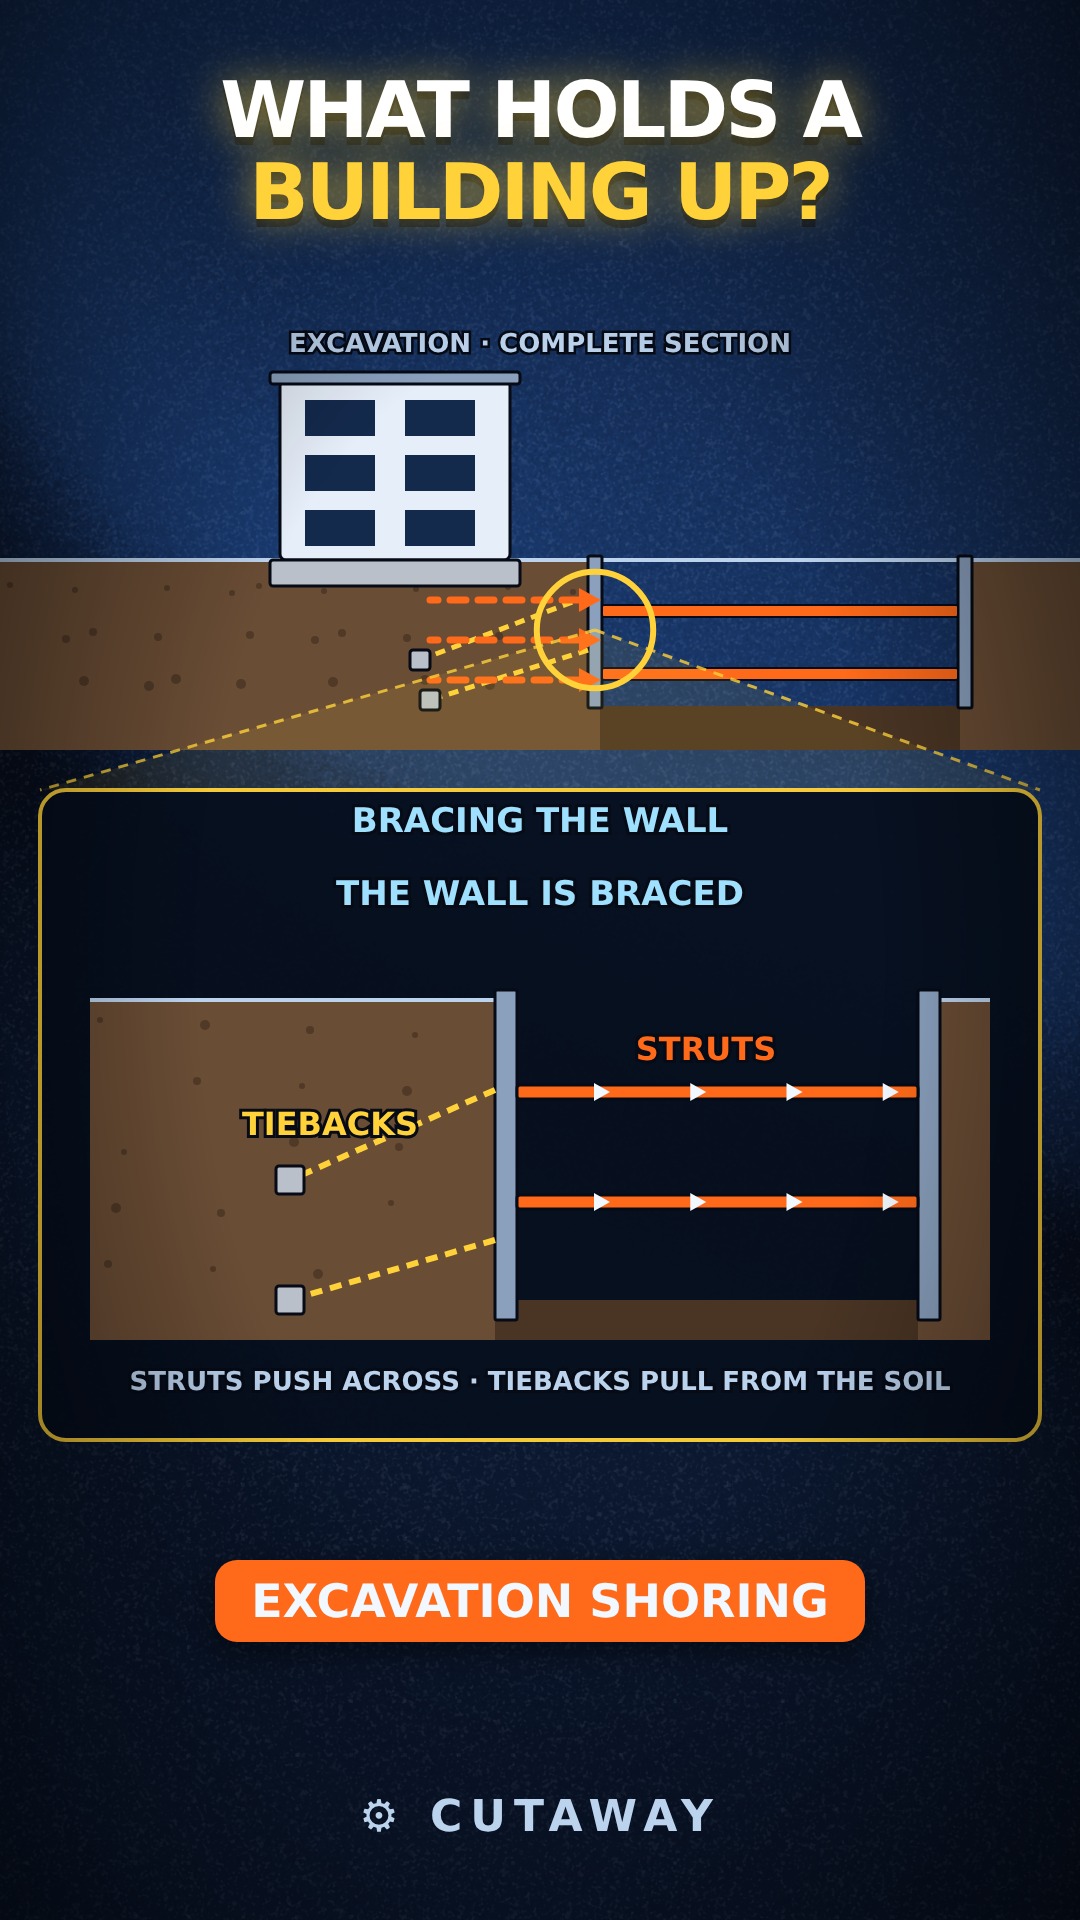 WHAT HOLDS A
BUILDING UP?
EXCAVATION · COMPLETE SECTION
BRACING THE WALL
THE WALL IS BRACED
STRUTS
TIEBACKS
STRUTS PUSH ACROSS · TIEBACKS PULL FROM THE SOIL
EXCAVATION SHORING
⚙ CUTAWAY